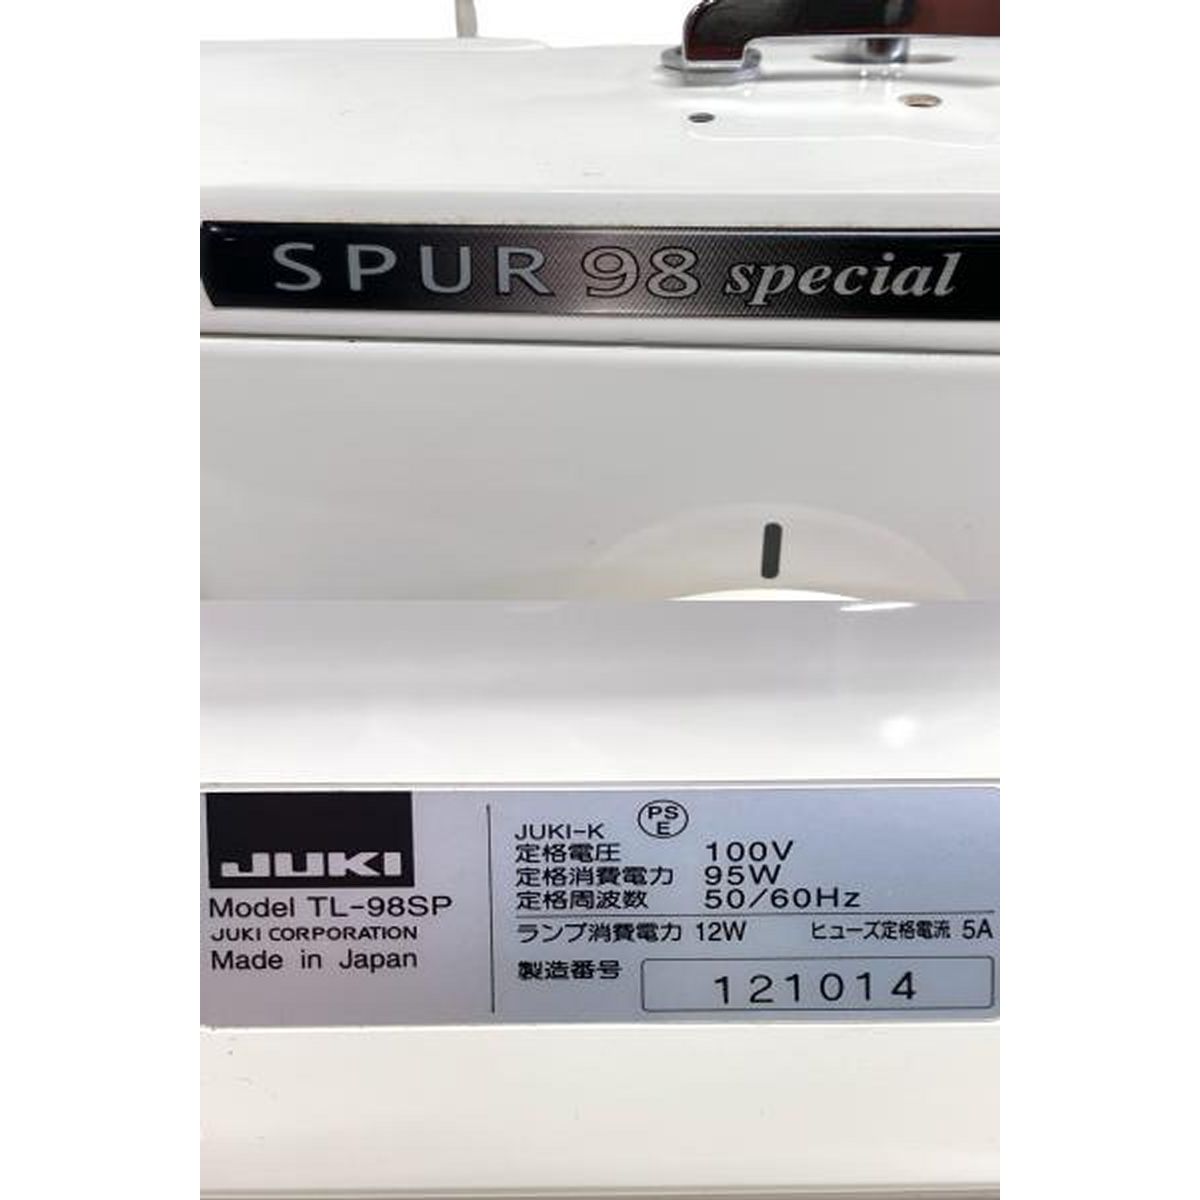 SPUR 98 special
JUKI
Model TL-98SP
JUKI CORPORATION
Made in Japan
JUKI-K PSE
定格電圧 100V
定格消費電力 95W
定格周波数 50/60Hz
ランプ消費電力 12W ヒューズ定格電流 5A
製造番号 121014